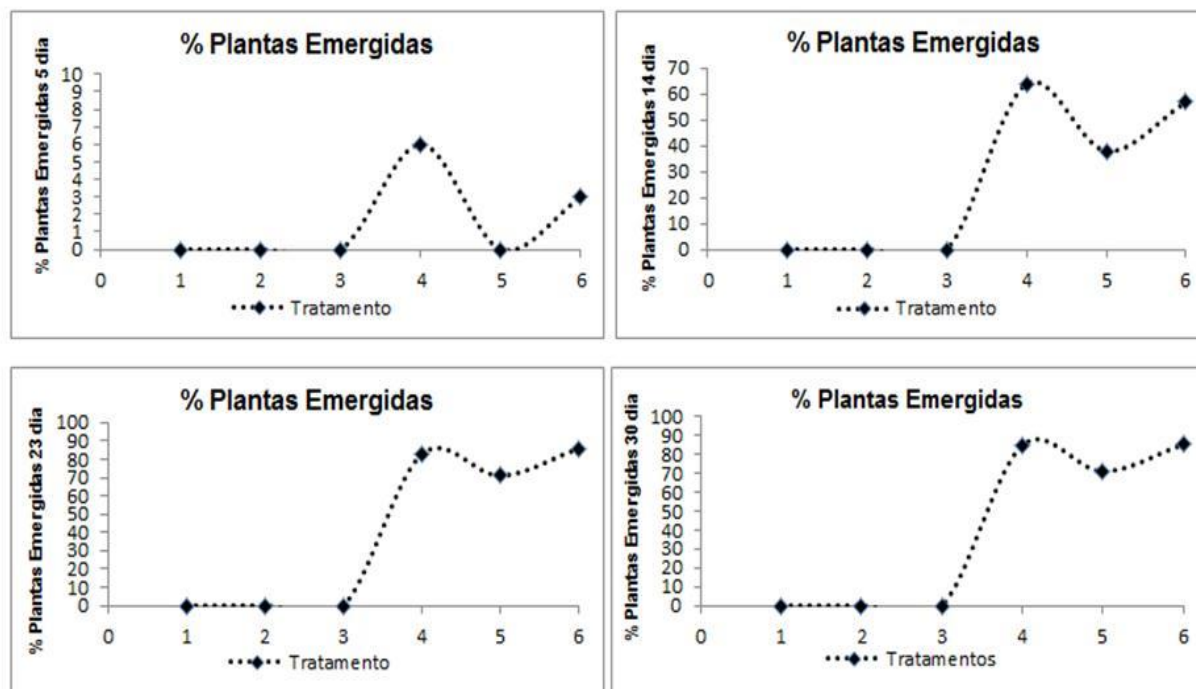 % Plantas Emergidas
% Plantas Emergidas 5 dia
10
9
8
7
6
5
4
3
2
1
0
0 1 2 3 4 5 6
Tratamento
% Plantas Emergidas
% Plantas Emergidas 14 dia
70
60
50
40
30
20
10
0
0 1 2 3 4 5 6
Tratamento
% Plantas Emergidas
% Plantas Emergidas 23 dia
100
90
80
70
60
50
40
30
20
10
0
0 1 2 3 4 5 6
Tratamento
% Plantas Emergidas
% Plantas Emergidas 30 dia
100
90
80
70
60
50
40
30
20
10
0
0 1 2 3 4 5 6
Tratamentos